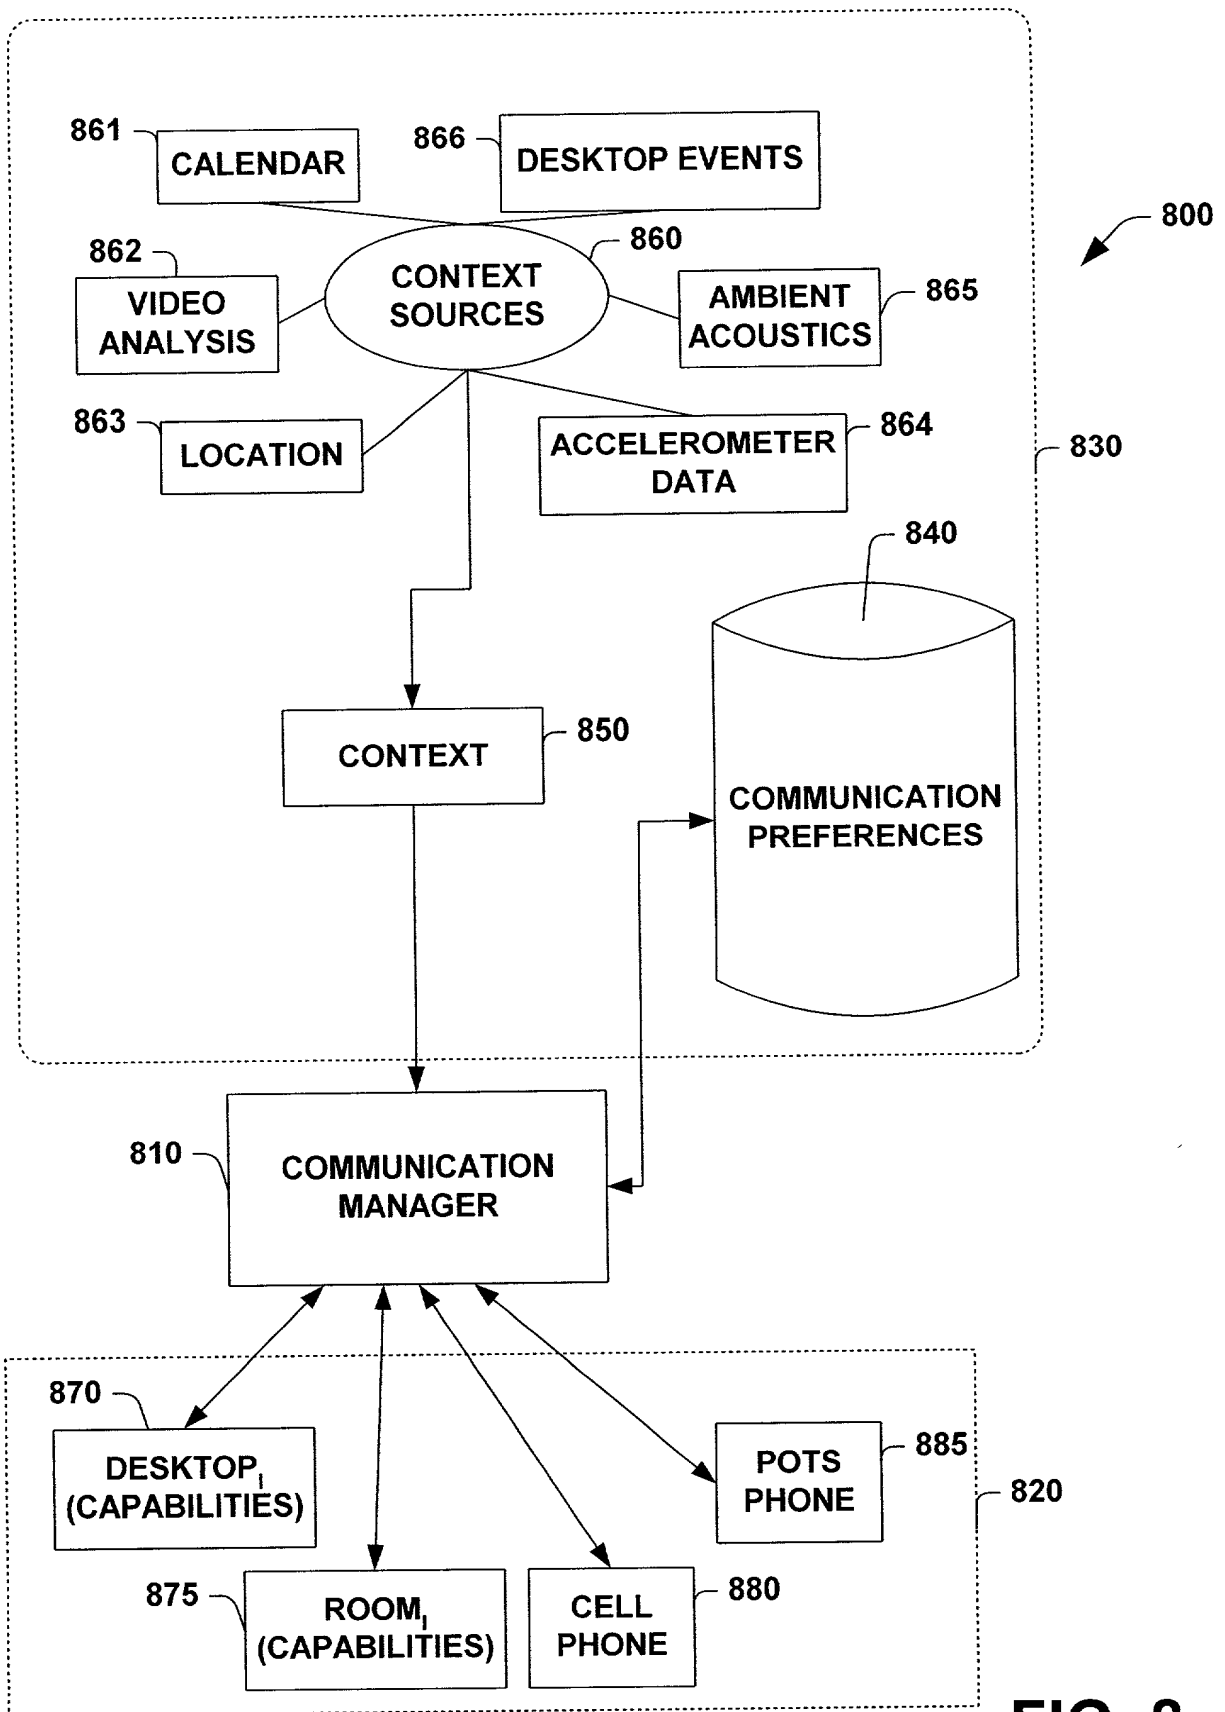 861
CALENDAR
866
DESKTOP EVENTS
800
862
VIDEO
ANALYSIS
860
CONTEXT
SOURCES
AMBIENT
ACOUSTICS
865
863
LOCATION
ACCELEROMETER
DATA
864
830
840
CONTEXT
850
COMMUNICATION
PREFERENCES
810
COMMUNICATION
MANAGER
870
DESKTOPI
(CAPABILITIES)
POTS
PHONE
885
820
875
ROOMI
(CAPABILITIES)
CELL
PHONE
880